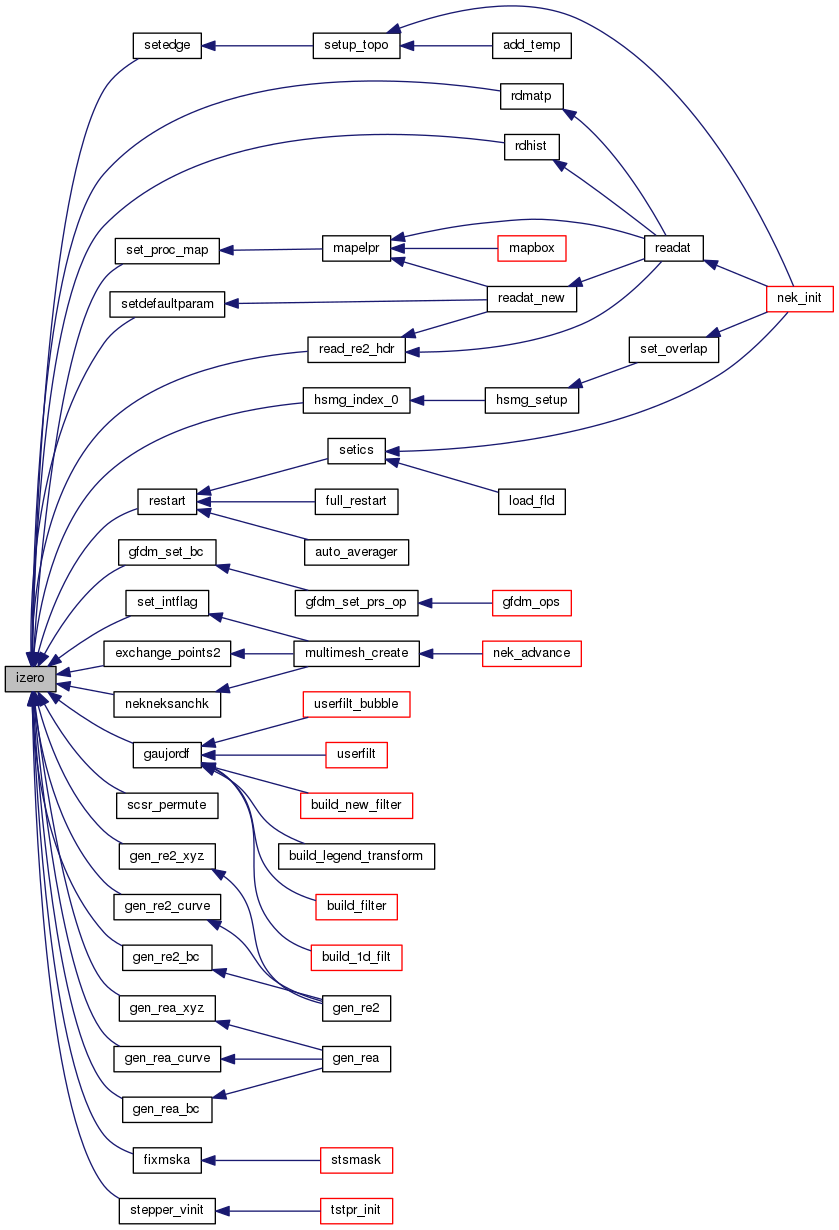 setedge
setup_topo
add_temp
rdmatp
rdhist
set_proc_map
mapelpr
mapbox
readat
setdefaultparam
readat_new
nek_init
read_re2_hdr
set_overlap
hsmg_index_0
hsmg_setup
setics
restart
full_restart
load_fld
auto_averager
gfdm_set_bc
set_intflag
gfdm_set_prs_op
gfdm_ops
exchange_points2
multimesh_create
nek_advance
izero
nekneksanchk
userfilt_bubble
gaujordf
userfilt
scsr_permute
build_new_filter
gen_re2_xyz
build_legend_transform
gen_re2_curve
build_filter
gen_re2_bc
build_1d_filt
gen_rea_xyz
gen_re2
gen_rea_curve
gen_rea
gen_rea_bc
fixmska
stsmask
stepper_vinit
tstpr_init